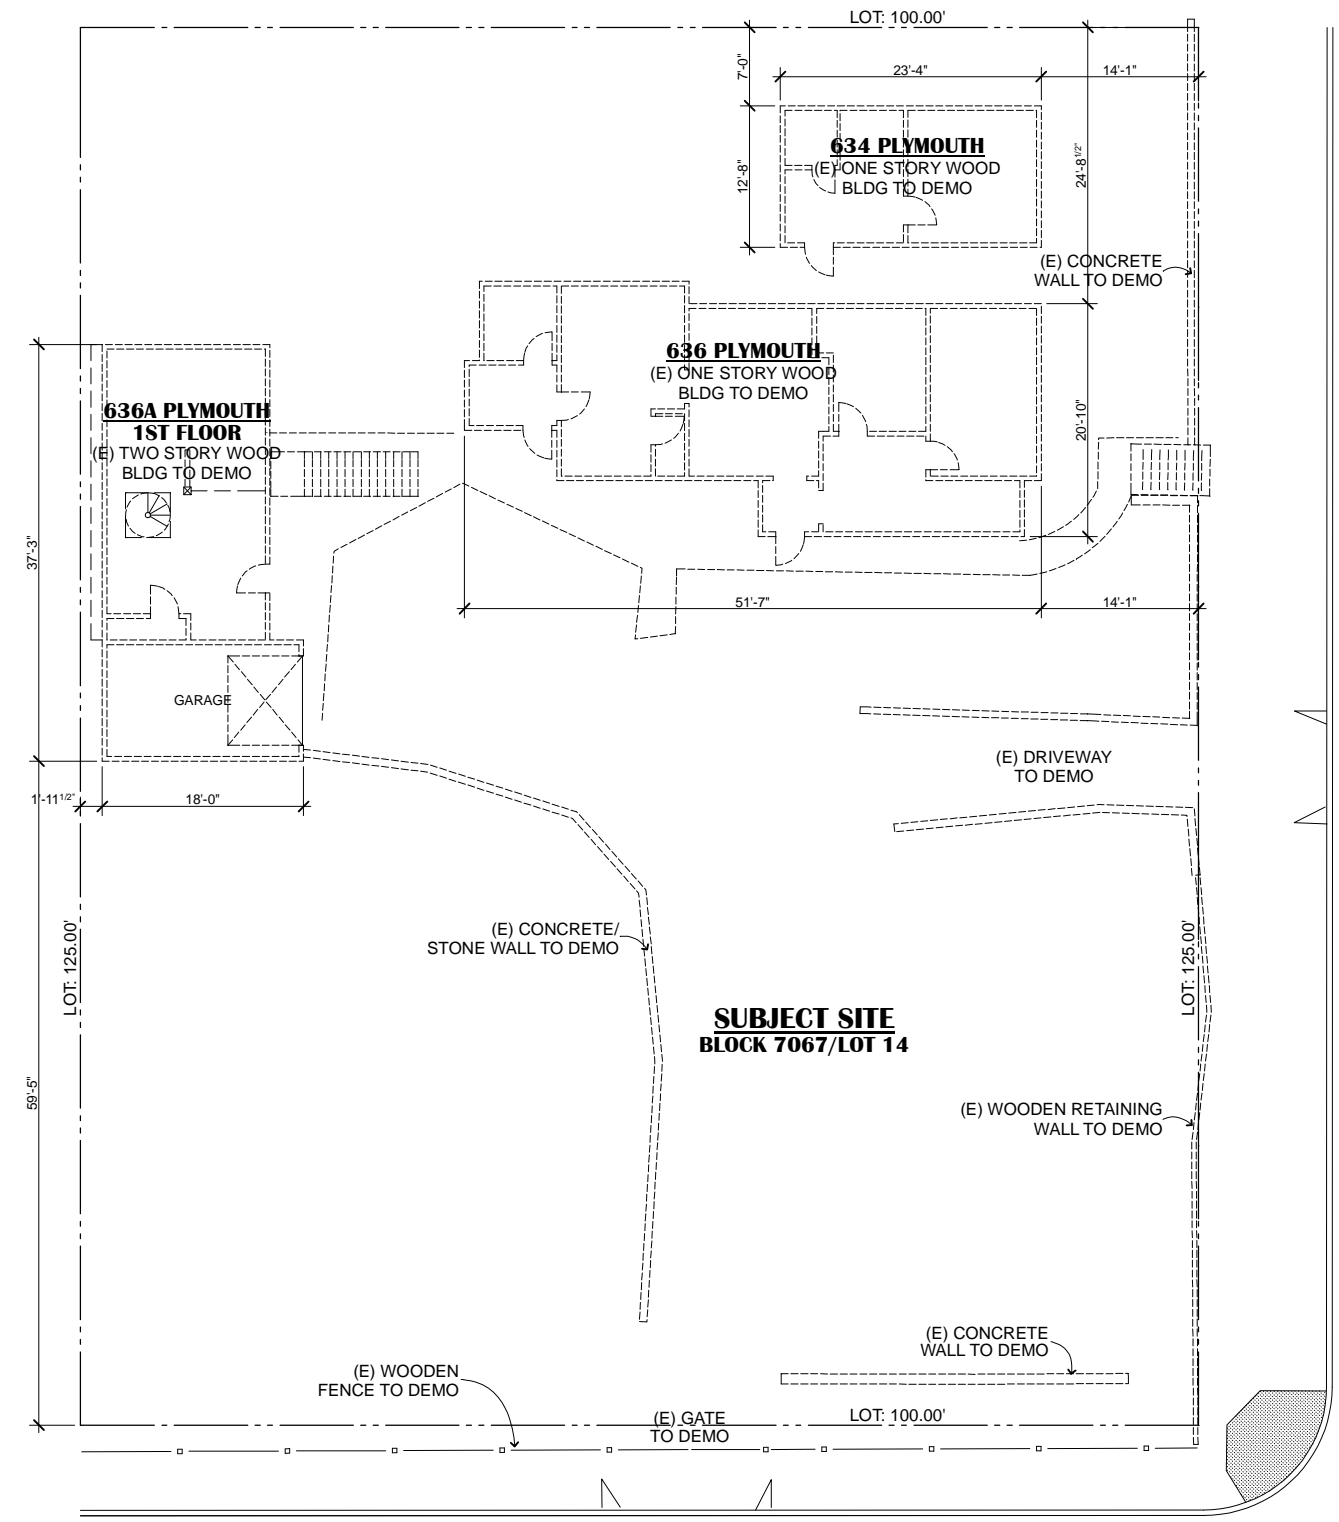 LOT: 100.00'
7'-0"
23'-4"
14'-1"
634 PLYMOUTH
(E) ONE STORY WOOD
BLDG TO DEMO
12'-8"
24'-8 1/2"
(E) CONCRETE
WALL TO DEMO
636 PLYMOUTH
(E) ONE STORY WOOD
BLDG TO DEMO
636A PLYMOUTH
1ST FLOOR
(E) TWO STORY WOOD
BLDG TO DEMO
20'-10"
37'-3"
51'-7"
14'-1"
GARAGE
(E) DRIVEWAY
TO DEMO
1'-11 1/2"
18'-0"
LOT: 125.00'
(E) CONCRETE/
STONE WALL TO DEMO
LOT: 125.00'
SUBJECT SITE
BLOCK 7067/LOT 14
59'-5"
(E) WOODEN RETAINING
WALL TO DEMO
(E) CONCRETE
WALL TO DEMO
(E) WOODEN
FENCE TO DEMO
(E) GATE
TO DEMO
LOT: 100.00'